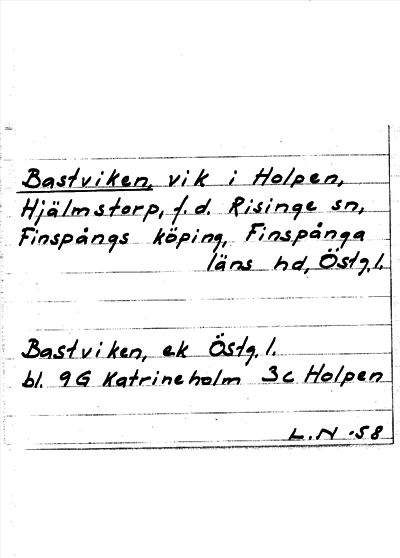 Bastviken, vik i Holpen,
Hjälmstorp, f.d. Risinge sn,
Finspångs köping, Finspånga
läns hd, Östg.l.
Bastviken, ek Östg.l.
bl. 9G Katrineholm 3c Holpen
L.N -58